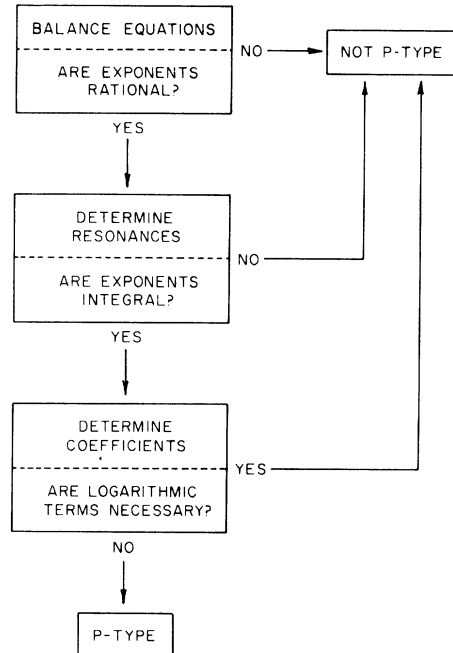 BALANCE EQUATIONS
ARE EXPONENTS
RATIONAL?
NO
NOT P-TYPE
YES
DETERMINE
RESONANCES
ARE EXPONENTS
INTEGRAL?
NO
YES
DETERMINE
COEFFICIENTS
ARE LOGARITHMIC
TERMS NECESSARY?
YES
NO
P-TYPE